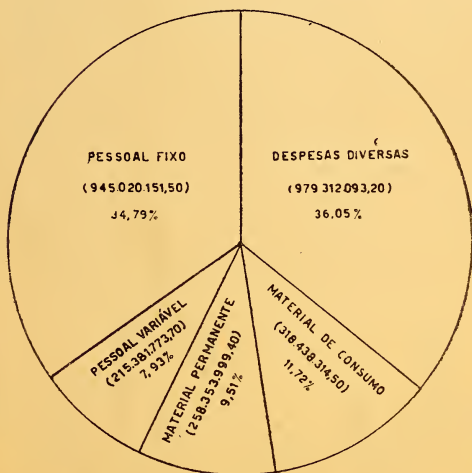 PESSOAL FIXO
(945.020.151,50)
34,79%
DESPESAS DIVÉRSAS
(979 312.093,20)
36,05%
PESSOAL VARIÁVEL
(215.381.773,70)
7,93%
MATERIAL PERMANENTE
(258.353.999,40)
9,51%
MATERIAL DE CONSUMO
(318.438.314,50)
11,72%